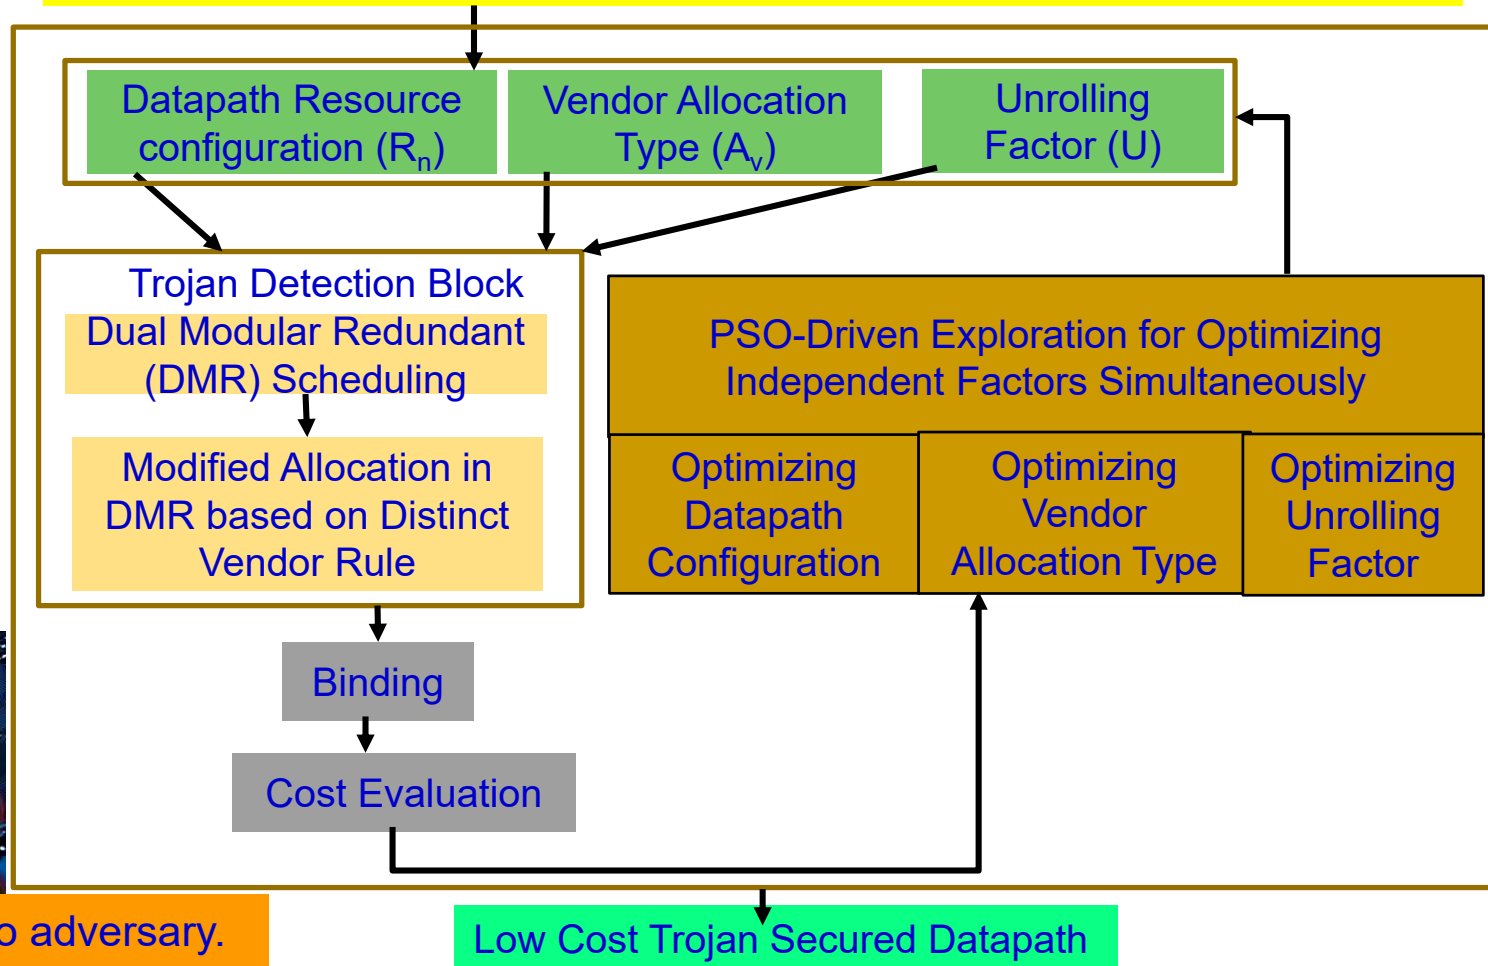 Datapath Resource
configuration (Rn)
Vendor Allocation
Type (Av)
Unrolling
Factor (U)
Trojan Detection Block
Dual Modular Redundant
(DMR) Scheduling
Modified Allocation in
DMR based on Distinct
Vendor Rule
PSO-Driven Exploration for Optimizing
Independent Factors Simultaneously
Optimizing
Datapath
Configuration
Optimizing
Vendor
Allocation Type
Optimizing
Unrolling
Factor
Binding
Cost Evaluation
adversary.
Low Cost Trojan Secured Datapath